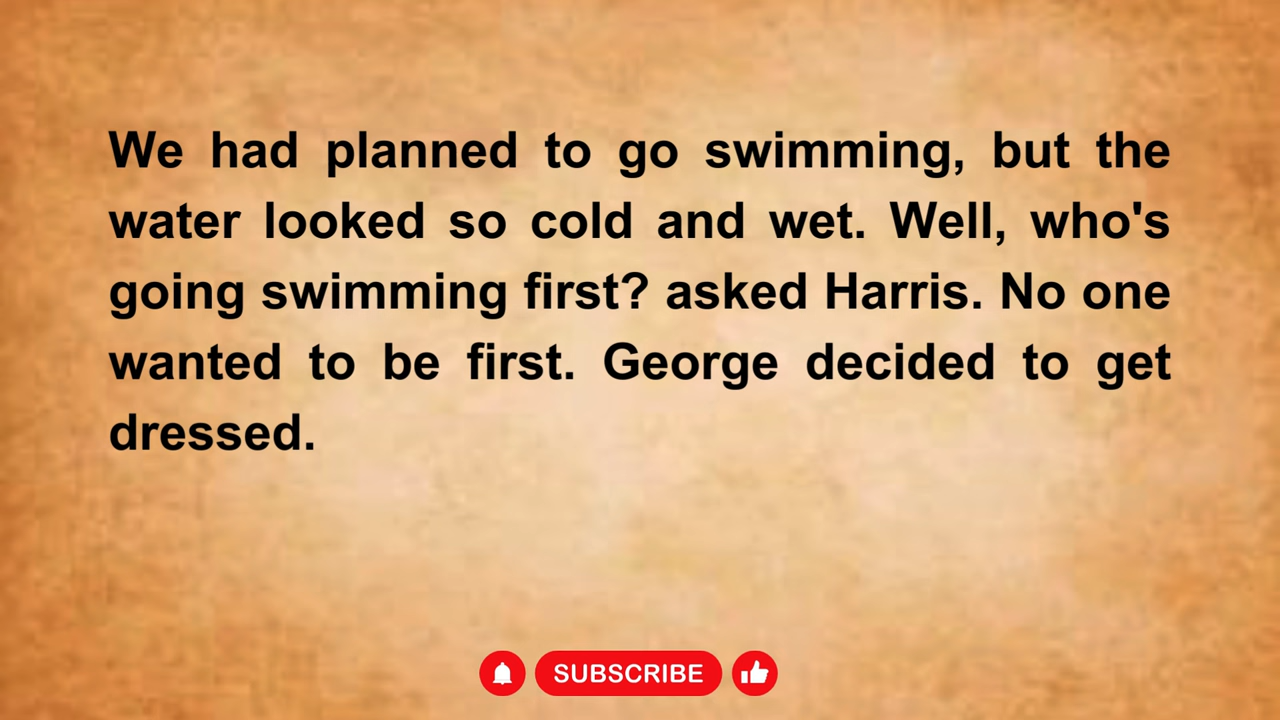 We had planned to go swimming, but the
water looked so cold and wet. Well, who's
going swimming first? asked Harris. No one
wanted to be first. George decided to get
dressed.
SUBSCRIBE